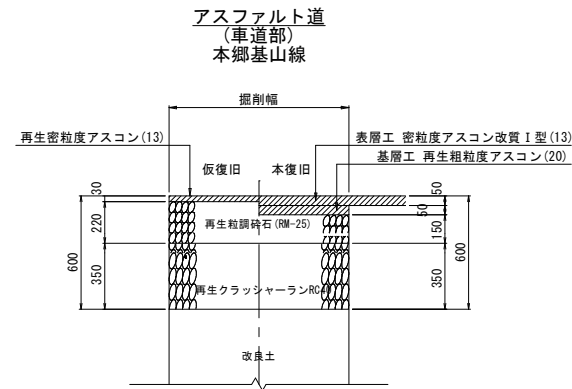 アスファルト道
(車道部)
本郷基山線
掘削幅
再生密粒度アスコン(13)
表層工 密粒度アスコン改質Ⅰ型(13)
仮復旧
本復旧
基層工 再生粗粒度アスコン(20)
30
220
350
600
50
50
150
350
600
再生粒調砕石(RM-25)
再生クラッシャーランRC40
改良土